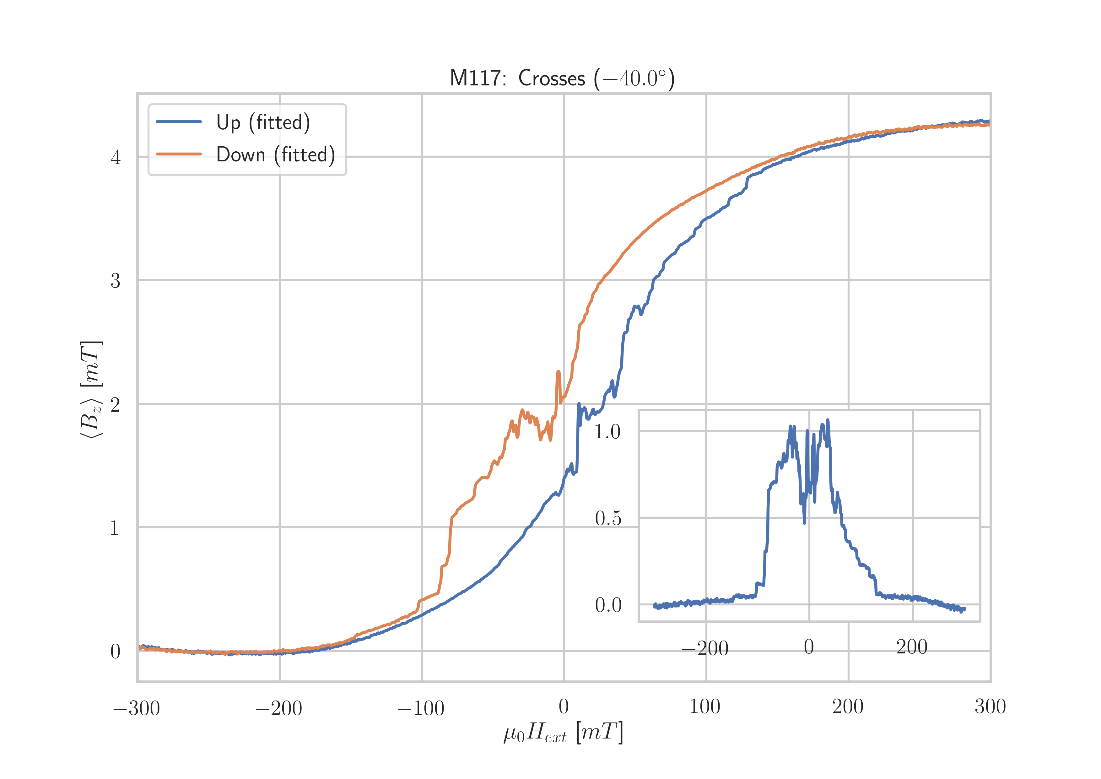 M117: Crosses (−40.0°)
Up (fitted)
Down (fitted)
⟨B_z⟩ [mT]
4
3
2
1
0
1.0
0.5
0.0
−200 0 200
−300 −200 −100 0 100 200 300
μ₀H_ext [mT]